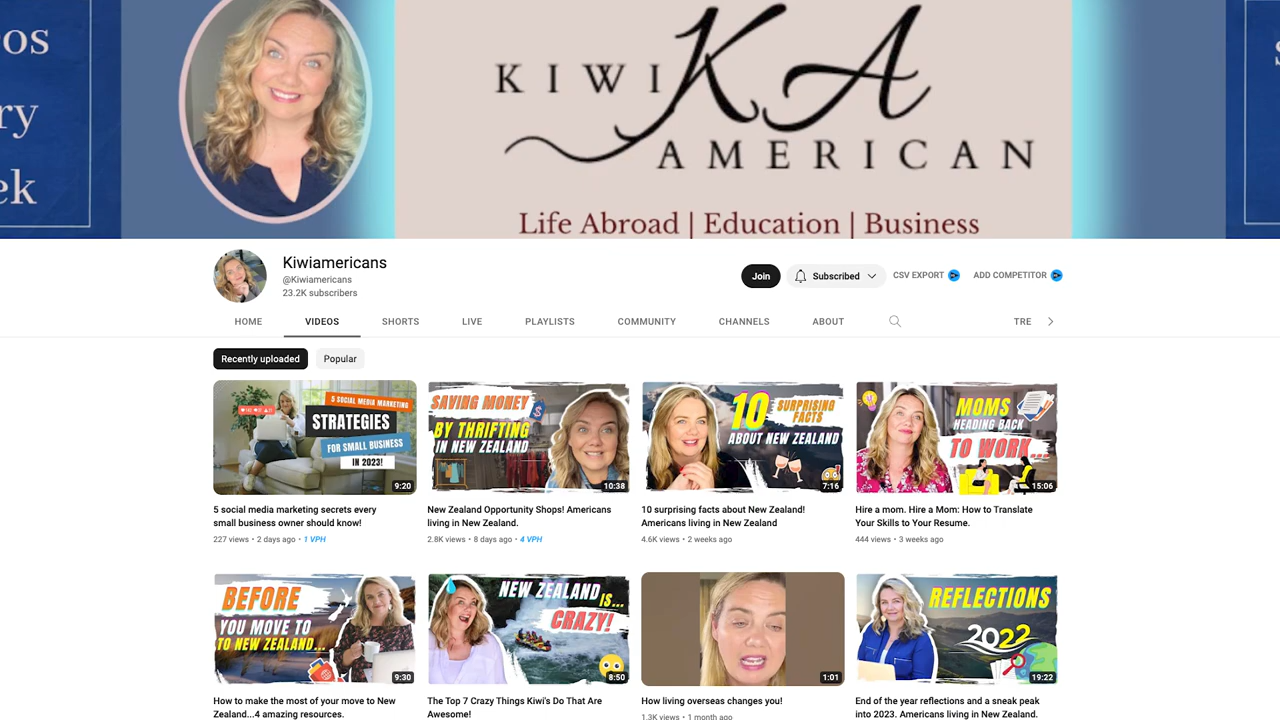 os
ry
ek
KIWI KA
AMERICAN
Life Abroad | Education | Business
Kiwiamericans
@Kiwiamericans
23.2K subscribers
Join
Subscribed
CSV EXPORT
ADD COMPETITOR
HOME
VIDEOS
SHORTS
LIVE
PLAYLISTS
COMMUNITY
CHANNELS
ABOUT
TRE
Recently uploaded
Popular
5 SOCIAL MEDIA MARKETING
STRATEGIES
FOR SMALL BUSINESS
IN 2023!
9:20
SAVING MONEY
$
BY THRIFTING
IN NEW ZEALAND
10:38
10 SURPRISING
FACTS
ABOUT NEW ZEALAND
7:16
MOMS
HEADING BACK
TO WORK...
15:06
5 social media marketing secrets every
small business owner should know!
227 views • 2 days ago • 1 VPH
New Zealand Opportunity Shops! Americans
living in New Zealand.
2.8K views • 8 days ago • 4 VPH
10 surprising facts about New Zealand!
Americans living in New Zealand
4.6K views • 2 weeks ago
Hire a mom. Hire a Mom: How to Translate
Your Skills to Your Resume.
444 views • 3 weeks ago
BEFORE
YOU MOVE TO
TO NEW ZEALAND...
9:30
NEW ZEALAND IS...
CRAZY!
8:50
1:01
REFLECTIONS
2022
19:22
How to make the most of your move to New
Zealand...4 amazing resources.
The Top 7 Crazy Things Kiwi's Do That Are
Awesome!
How living overseas changes you!
1.3K views • 1 month ago
End of the year reflections and a sneak peak
into 2023. Americans living in New Zealand.